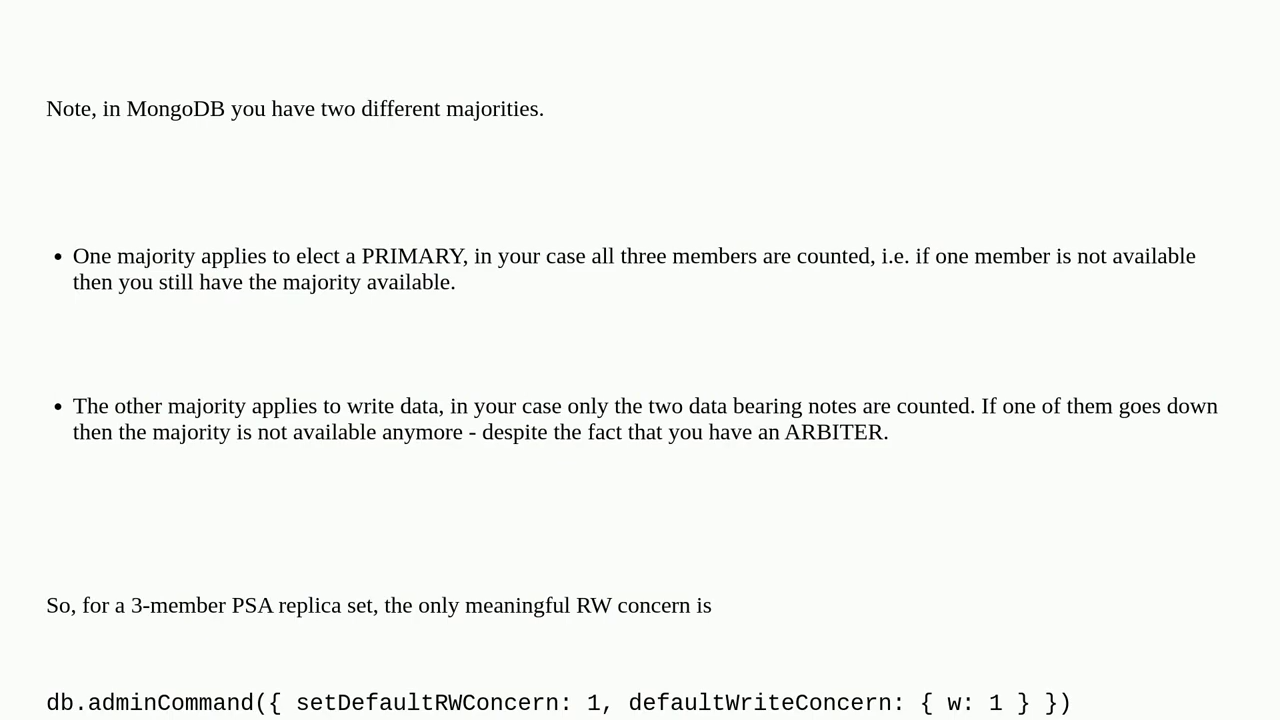 Note, in MongoDB you have two different majorities.
• One majority applies to elect a PRIMARY, in your case all three members are counted, i.e. if one member is not available
then you still have the majority available.
• The other majority applies to write data, in your case only the two data bearing notes are counted. If one of them goes down
then the majority is not available anymore - despite the fact that you have an ARBITER.
So, for a 3-member PSA replica set, the only meaningful RW concern is
db.adminCommand({ setDefaultRWConcern: 1, defaultWriteConcern: { w: 1 } })